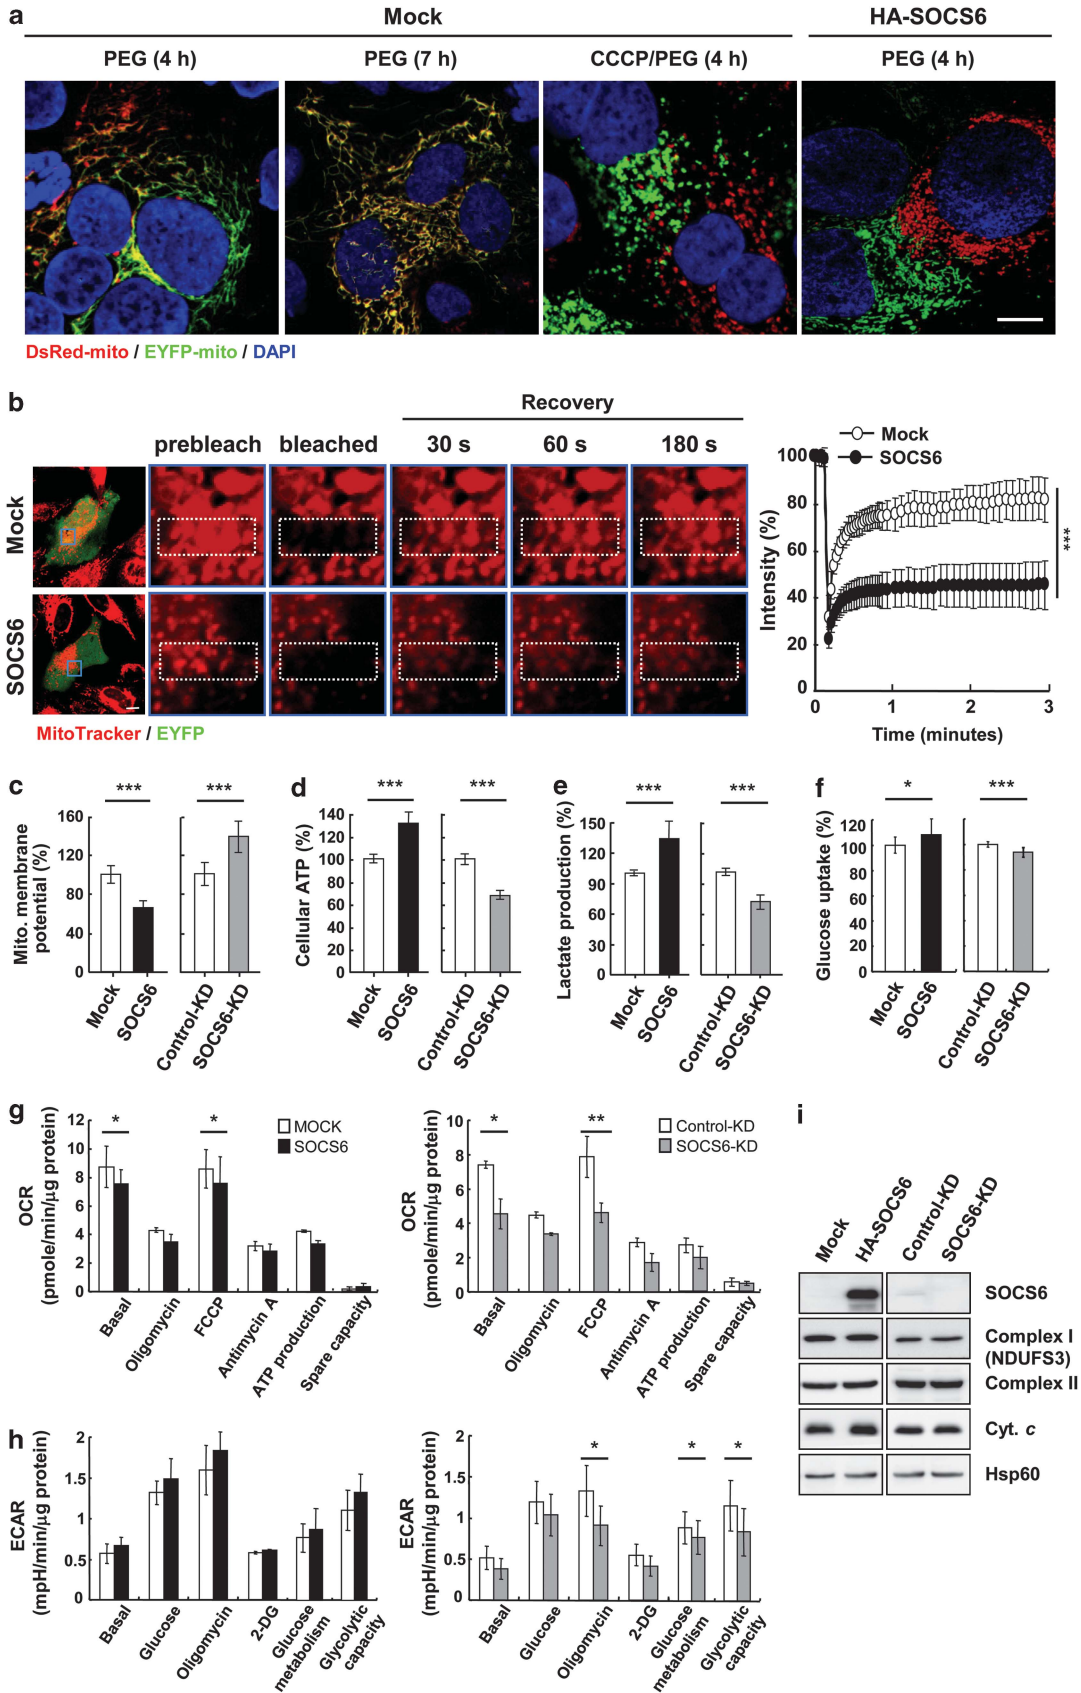 a
Mock
HA-SOCS6
PEG (4 h)
PEG (7 h)
CCCP/PEG (4 h)
PEG (4 h)
DsRed-mito / EYFP-mito / DAPI
b
Recovery
prebleach
bleached
30 s
60 s
180 s
Mock
SOCS6
MitoTracker / EYFP
Mock
SOCS6
Intensity (%)
100
80
60
40
20
0
0
1
2
3
Time (minutes)
***
c
***
***
Mito. membrane
potential (%)
160
120
80
40
0
Mock
SOCS6
Control-KD
SOCS6-KD
d
***
***
Cellular ATP (%)
140
120
100
80
60
40
20
0
Mock
SOCS6
Control-KD
SOCS6-KD
e
***
***
Lactate production (%)
150
120
90
60
30
0
Mock
SOCS6
Control-KD
SOCS6-KD
f
*
***
Glucose uptake (%)
120
100
80
60
40
20
0
Mock
SOCS6
Control-KD
SOCS6-KD
g
OCR
(pmole/min/µg protein)
12
10
8
6
4
2
0
*
*
MOCK
SOCS6
Basal
Oligomycin
FCCP
Antimycin A
ATP production
Spare capacity
OCR
(pmole/min/µg protein)
10
8
6
4
2
0
*
**
Control-KD
SOCS6-KD
Basal
Oligomycin
FCCP
Antimycin A
ATP production
Spare capacity
h
ECAR
(mpH/min/µg protein)
2
1.5
1
0.5
0
Basal
Glucose
Oligomycin
2-DG
Glucose
metabolism
Glycolytic
capacity
ECAR
(mpH/min/µg protein)
2
1.5
1
0.5
0
*
*
*
Basal
Glucose
Oligomycin
2-DG
Glucose
metabolism
Glycolytic
capacity
i
Mock
HA-SOCS6
Control-KD
SOCS6-KD
SOCS6
Complex I
(NDUFS3)
Complex II
Cyt. c
Hsp60